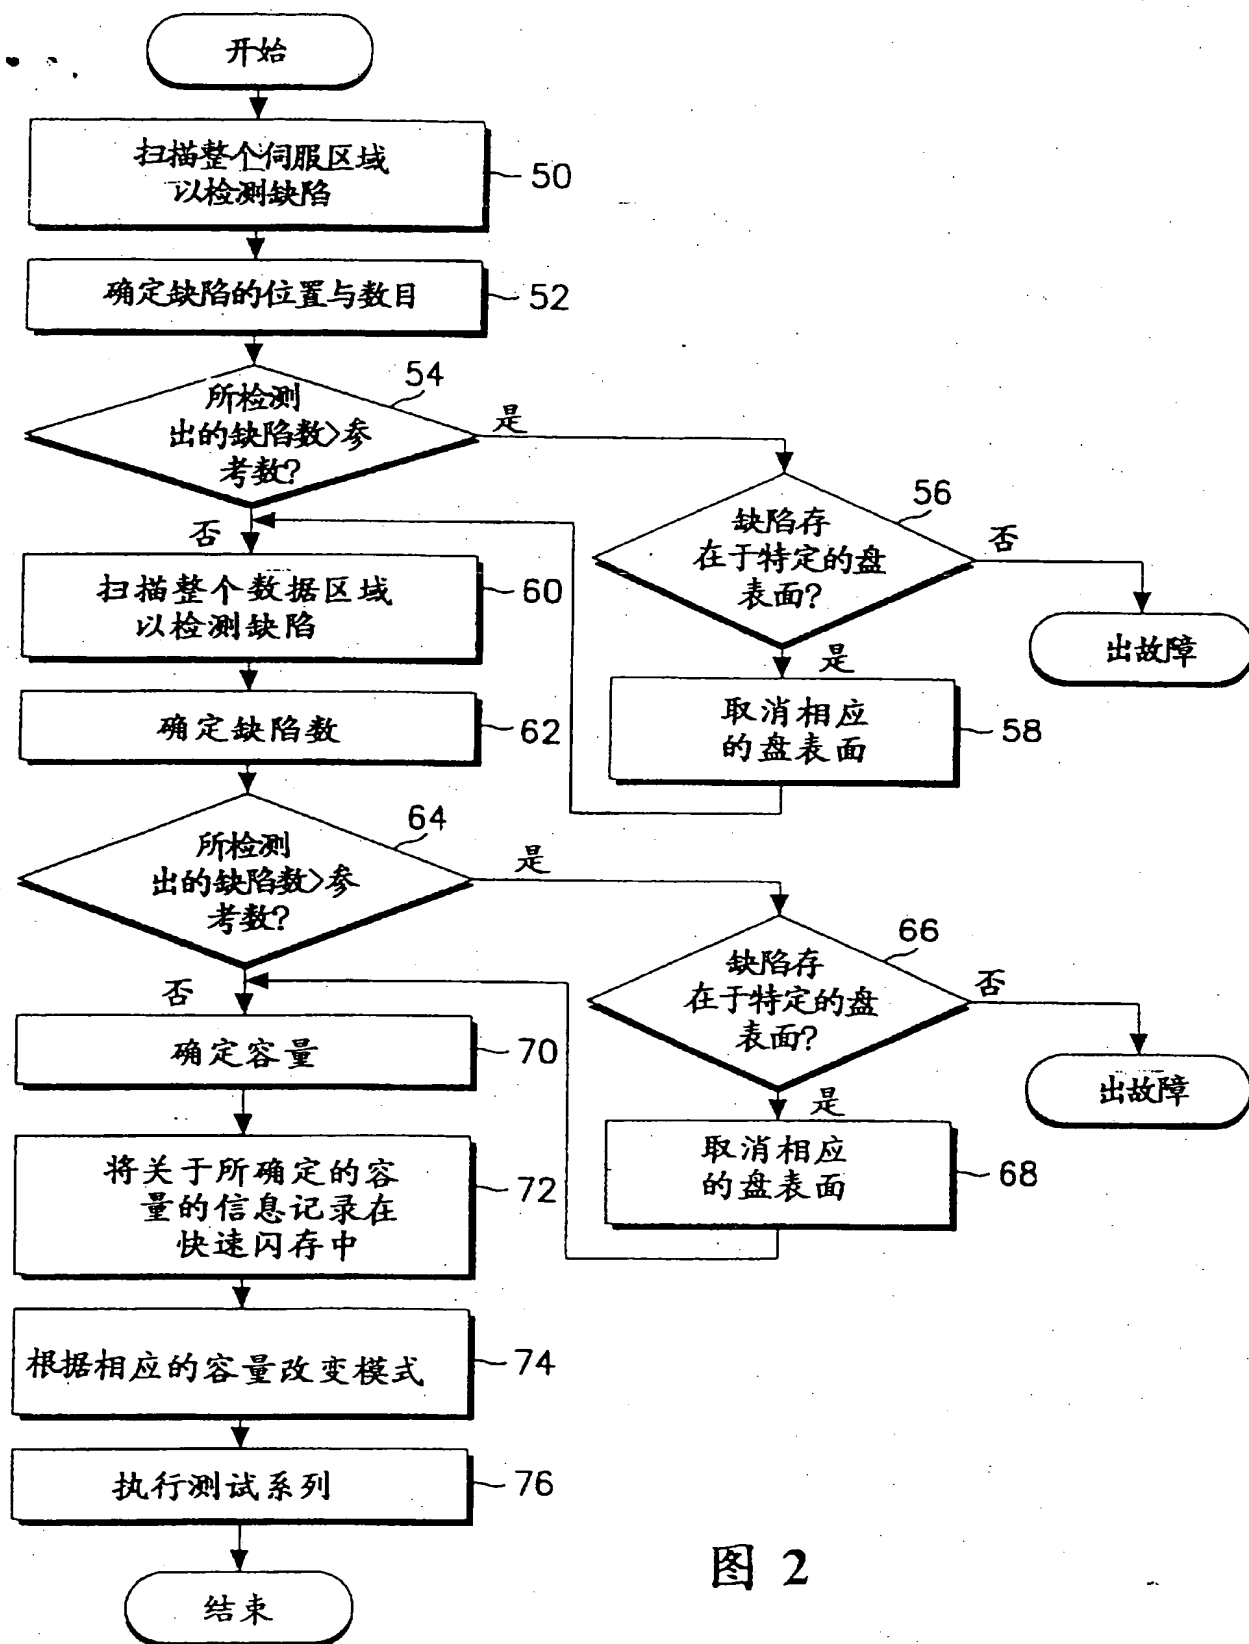 开始
扫描整个伺服区域
以检测缺陷
50
确定缺陷的位置与数目
52
所检测
出的缺陷数>参
考数?
54
是
否
缺陷存
在于特定的盘
表面?
56
否
出故障
是
取消相应
的盘表面
58
扫描整个数据区域
以检测缺陷
60
确定缺陷数
62
所检测
出的缺陷数>参
考数?
64
是
否
缺陷存
在于特定的盘
表面?
66
否
出故障
是
取消相应
的盘表面
68
确定容量
70
将关于所确定的容
量的信息记录在
快速闪存中
72
根据相应的容量改变模式
74
执行测试系列
76
结束
图 2